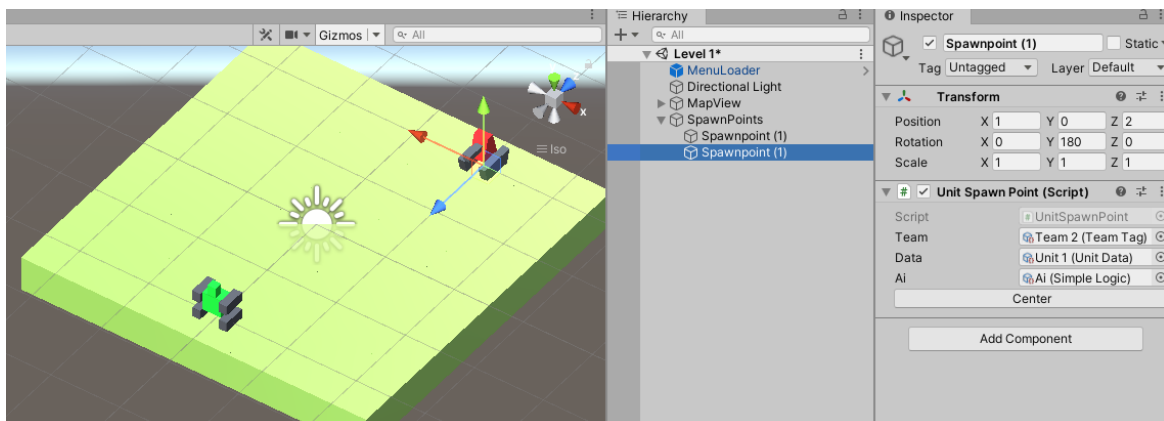 Gizmos All
x
Iso
Hierarchy
All
Level 1*
MenuLoader
Directional Light
MapView
SpawnPoints
Spawnpoint (1)
Spawnpoint (1)
Inspector
Spawnpoint (1) Static
Tag Untagged Layer Default
Transform
Position X 1 Y 0 Z 2
Rotation X 0 Y 180 Z 0
Scale X 1 Y 1 Z 1
# Unit Spawn Point (Script)
Script # UnitSpawnPoint
Team Team 2 (Team Tag)
Data Unit 1 (Unit Data)
Ai Ai (Simple Logic)
Center
Add Component